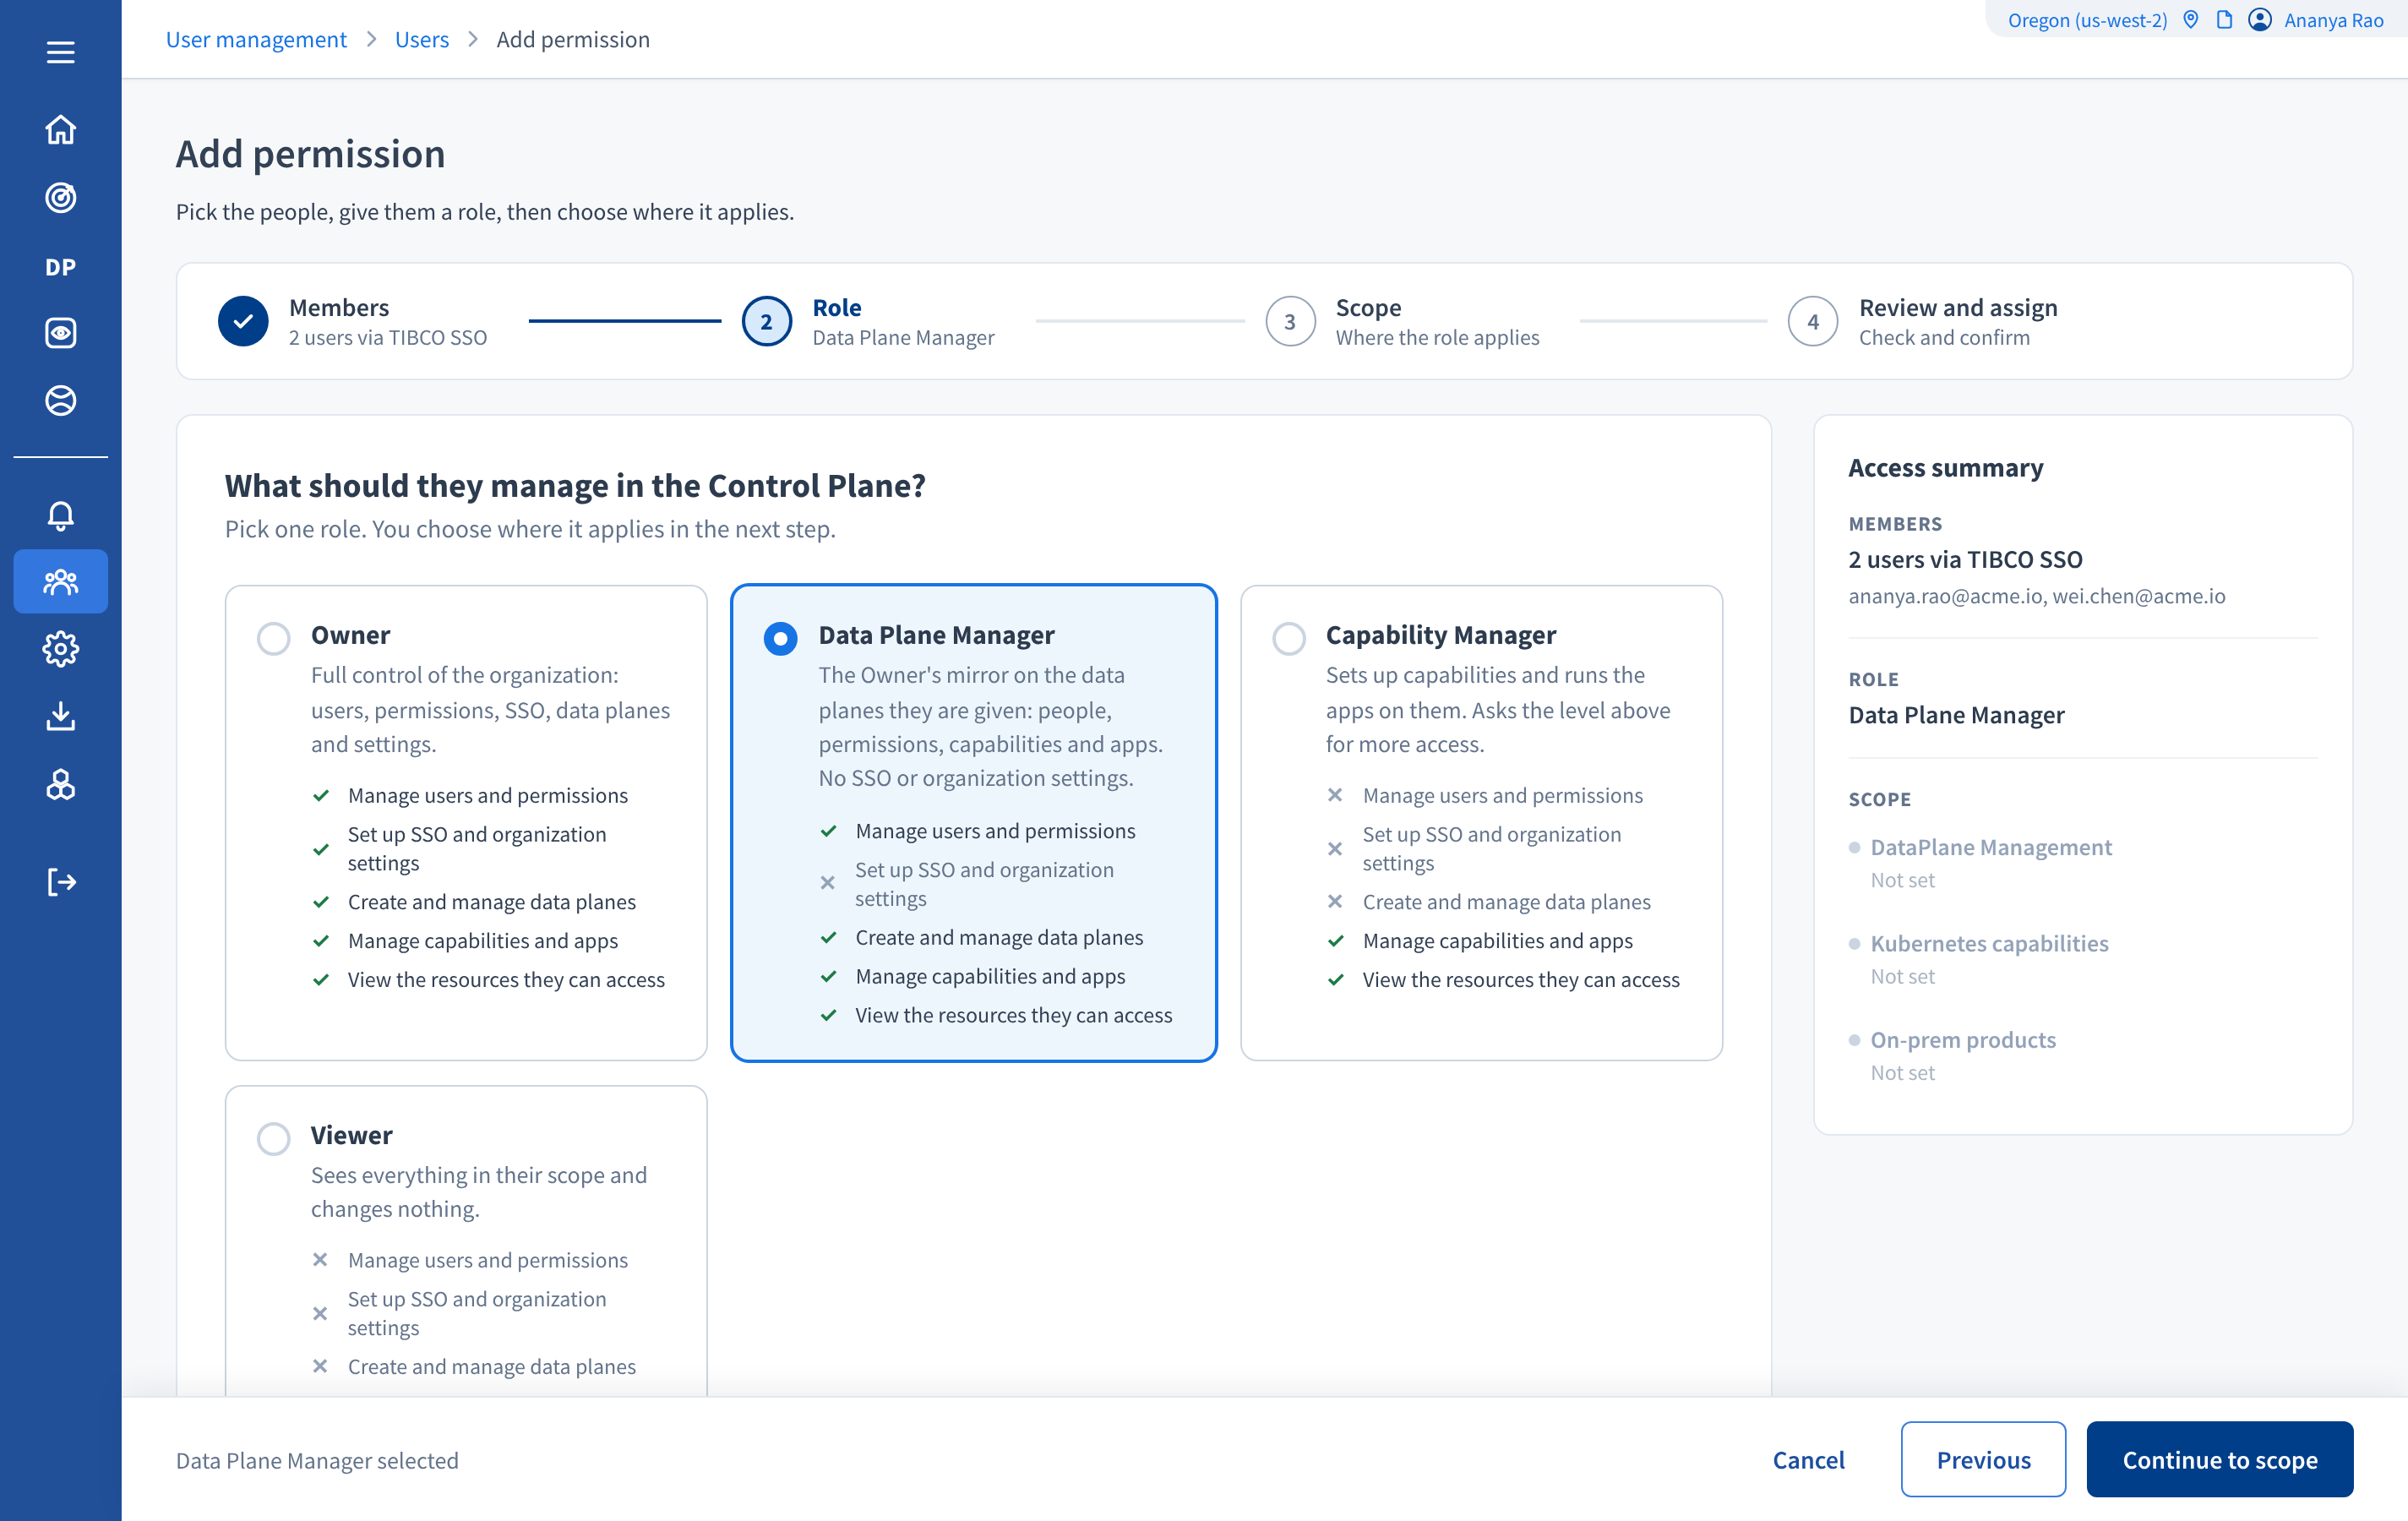 User management > Users > Add permission
Oregon (us-west-2) Ananya Rao
DP
Add permission
Pick the people, give them a role, then choose where it applies.
Members
2 users via TIBCO SSO
2
Role
Data Plane Manager
3
Scope
Where the role applies
4
Review and assign
Check and confirm
What should they manage in the Control Plane?
Pick one role. You choose where it applies in the next step.
Owner
Full control of the organization:
users, permissions, SSO, data planes
and settings.
Manage users and permissions
Set up SSO and organization
settings
Create and manage data planes
Manage capabilities and apps
View the resources they can access
Data Plane Manager
The Owner's mirror on the data
planes they are given: people,
permissions, capabilities and apps.
No SSO or organization settings.
Manage users and permissions
Set up SSO and organization
settings
Create and manage data planes
Manage capabilities and apps
View the resources they can access
Capability Manager
Sets up capabilities and runs the
apps on them. Asks the level above
for more access.
Manage users and permissions
Set up SSO and organization
settings
Create and manage data planes
Manage capabilities and apps
View the resources they can access
Viewer
Sees everything in their scope and
changes nothing.
Manage users and permissions
Set up SSO and organization
settings
Create and manage data planes
Access summary
MEMBERS
2 users via TIBCO SSO
ananya.rao@acme.io, wei.chen@acme.io
ROLE
Data Plane Manager
SCOPE
DataPlane Management
Not set
Kubernetes capabilities
Not set
On-prem products
Not set
Data Plane Manager selected
Cancel
Previous
Continue to scope